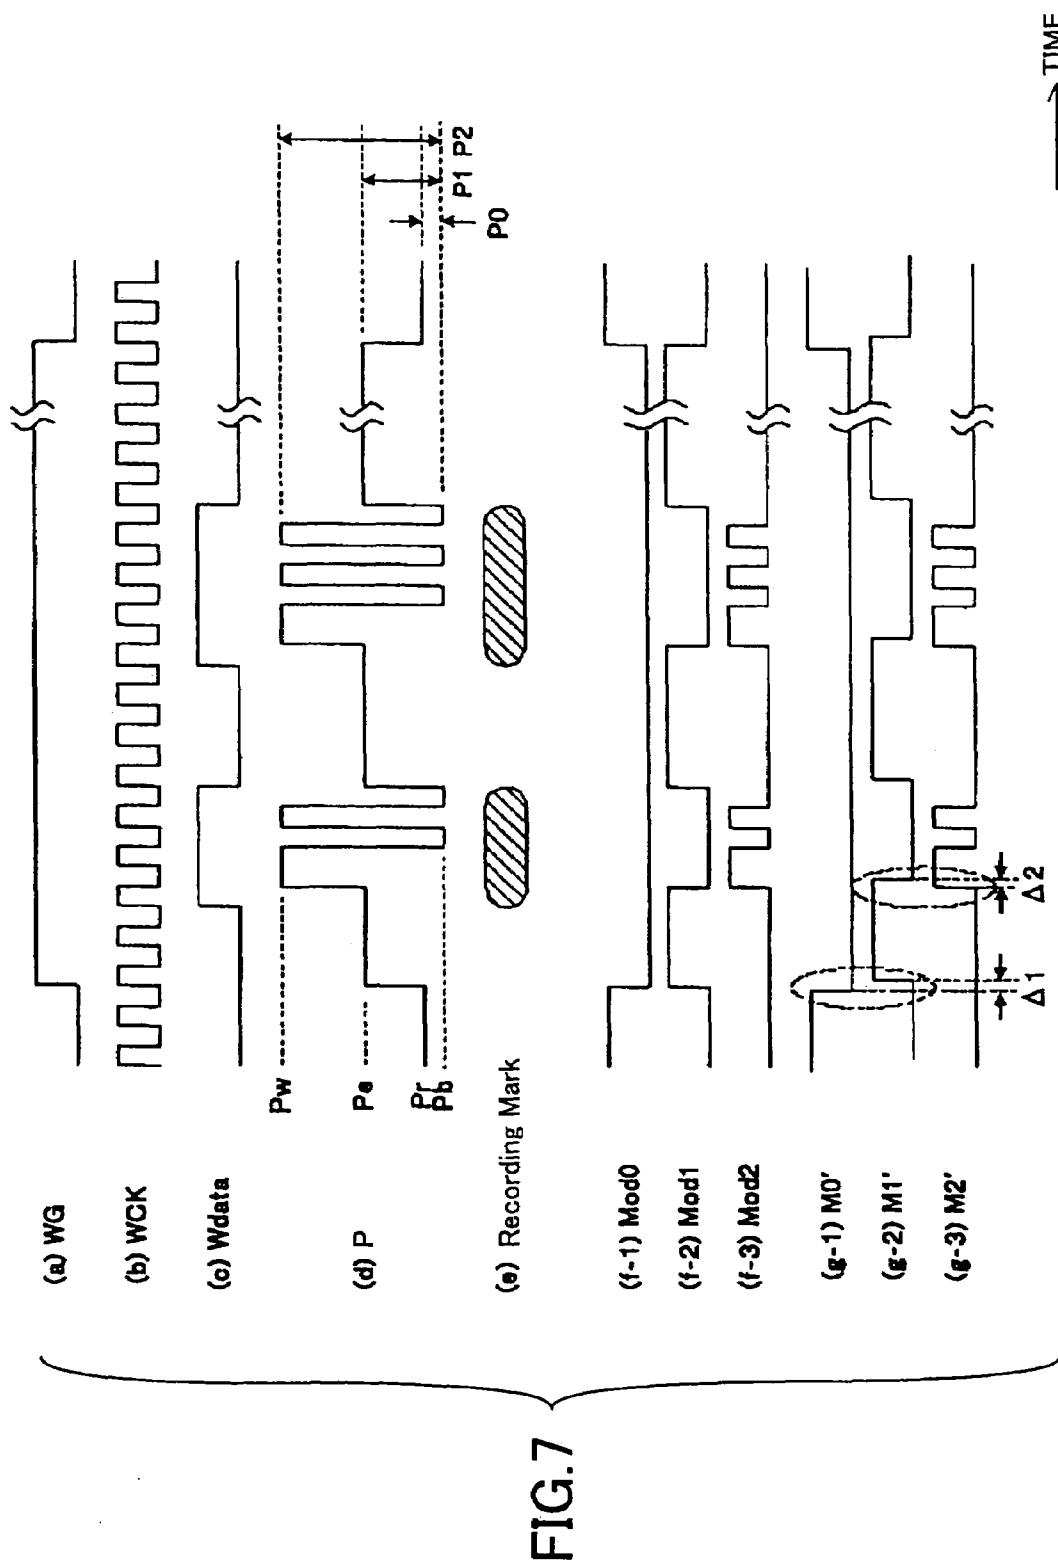 FIG.7
(a) WG
(b) WCK
(c) Wdata
(d) P
Pw
Pe
Pr
Pb
P0
P1
P2
(e) Recording Mark
(f-1) Mod0
(f-2) Mod1
(f-3) Mod2
(g-1) M0'
(g-2) M1'
(g-3) M2'
Δ1
Δ2
TIME